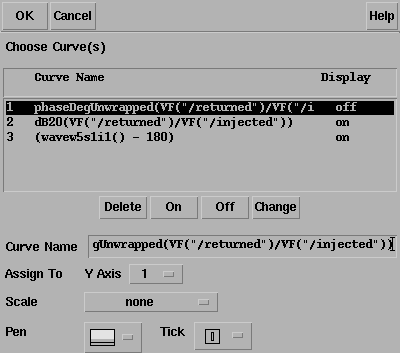 OK Cancel Help
Choose Curve(s)
Curve Name Display
1 phaseDegUnwrapped(VF("/returned")/VF("/i off
2 dB20(VF("/returned")/VF("/injected")) on
3 (wavew5s1i1() - 180) on
Delete On Off Change
Curve Name gUnwrapped(VF("/returned")/VF("/injected"))
Assign To Y Axis 1
Scale none
Pen Tick